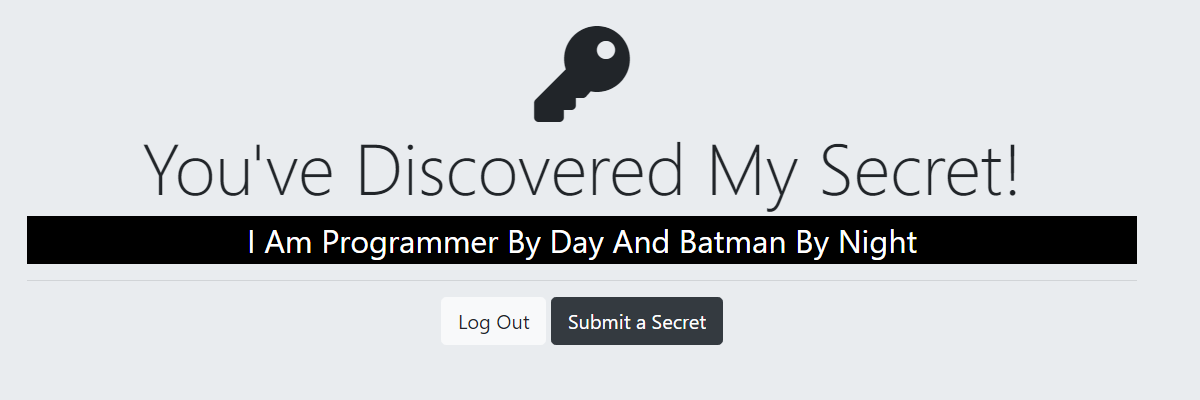 You've Discovered My Secret!
I Am Programmer By Day And Batman By Night
Log Out
Submit a Secret